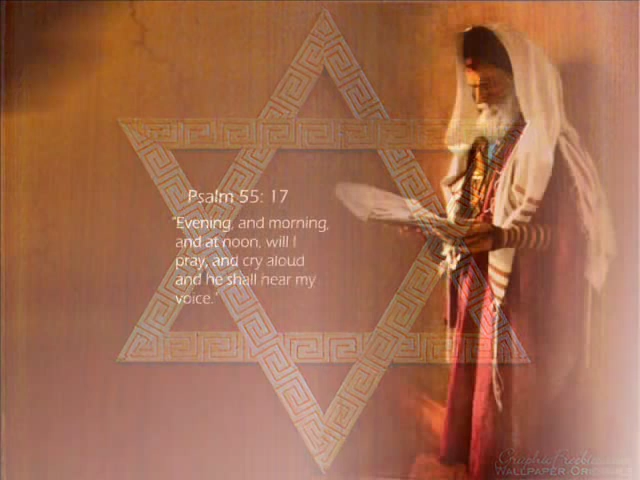 Psalm 55: 17
"Evening, and morning,
and at noon, will I
pray, and cry aloud
and he shall hear my
voice."
WALLPAPER ORIGINALS